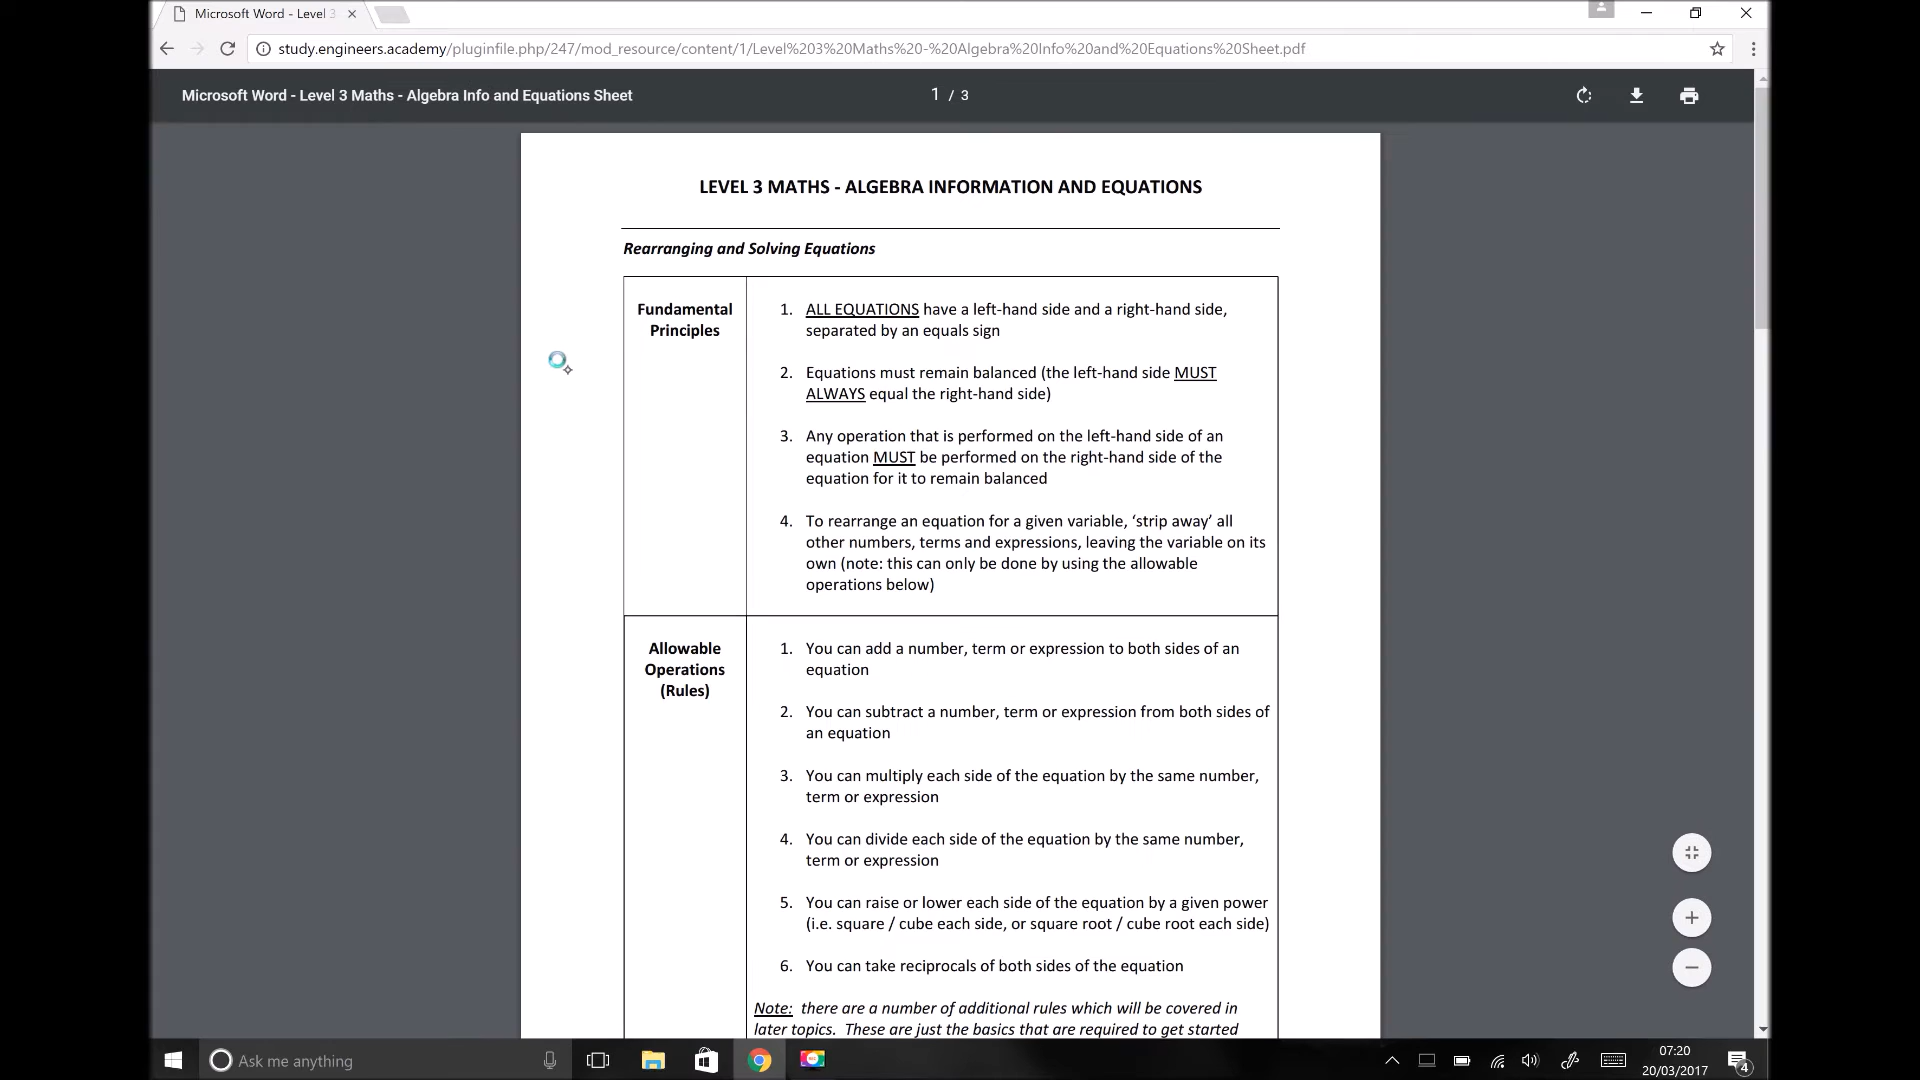 Microsoft Word - Level 3
study.engineers.academy/pluginfile.php/247/mod_resource/content/1/Level%203%20Maths%20-%20Algebra%20Info%20and%20Equations%20Sheet.pdf
Microsoft Word - Level 3 Maths - Algebra Info and Equations Sheet
1 / 3
LEVEL 3 MATHS - ALGEBRA INFORMATION AND EQUATIONS
Rearranging and Solving Equations
Fundamental
Principles
1. ALL EQUATIONS have a left-hand side and a right-hand side,
separated by an equals sign
2. Equations must remain balanced (the left-hand side MUST
ALWAYS equal the right-hand side)
3. Any operation that is performed on the left-hand side of an
equation MUST be performed on the right-hand side of the
equation for it to remain balanced
4. To rearrange an equation for a given variable, ‘strip away’ all
other numbers, terms and expressions, leaving the variable on its
own (note: this can only be done by using the allowable
operations below)
Allowable
Operations
(Rules)
1. You can add a number, term or expression to both sides of an
equation
2. You can subtract a number, term or expression from both sides of
an equation
3. You can multiply each side of the equation by the same number,
term or expression
4. You can divide each side of the equation by the same number,
term or expression
5. You can raise or lower each side of the equation by a given power
(i.e. square / cube each side, or square root / cube root each side)
6. You can take reciprocals of both sides of the equation
Note: there are a number of additional rules which will be covered in
later topics. These are just the basics that are required to get started
Ask me anything
07:20
20/03/2017
4